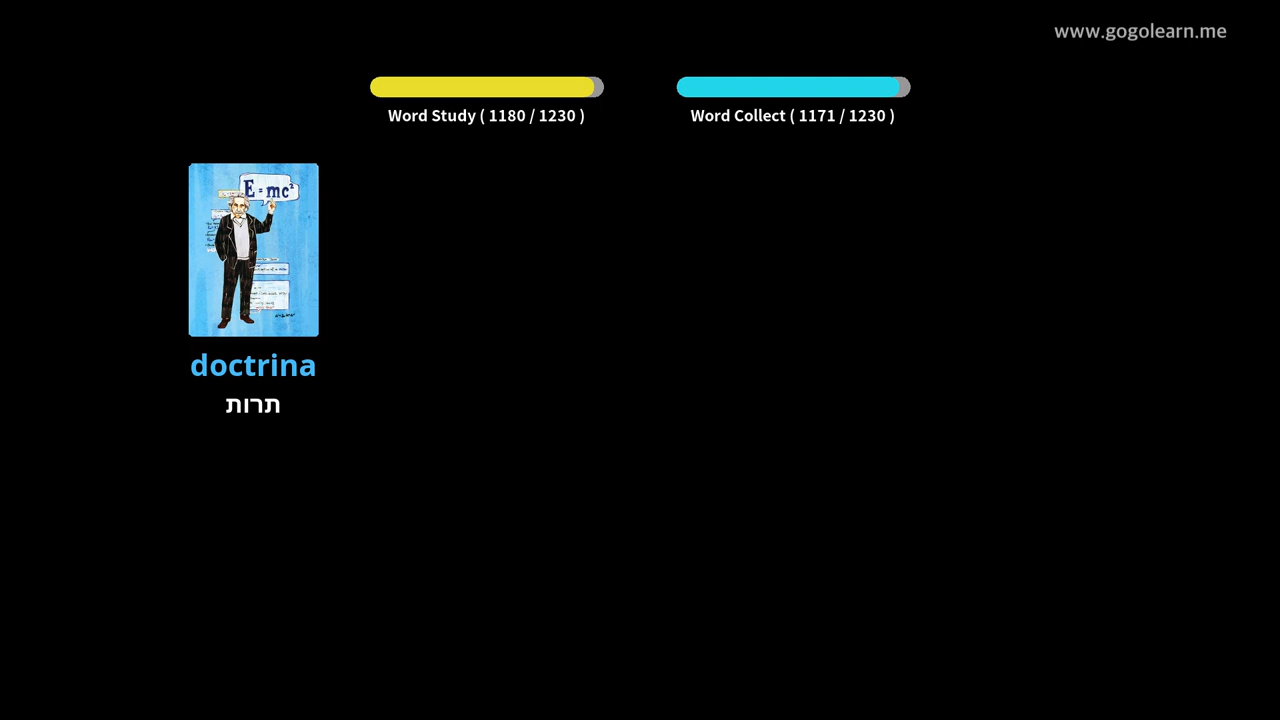 www.gogolearn.me
Word Study ( 1180 / 1230 )
Word Collect ( 1171 / 1230 )
E = mc²
doctrina
תרות